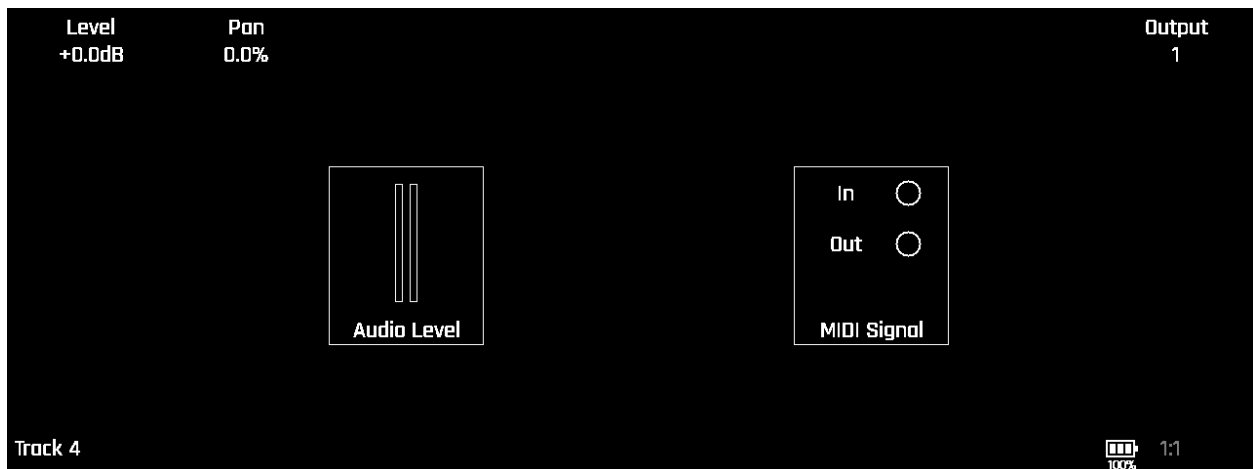 Level Pan Output
+0.0dB 0.0% 1
In
Out
Audio Level MIDI Signal
Track 4 1:1
100%